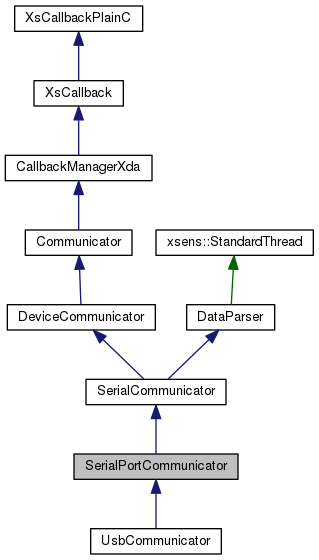 XsCallbackPlainC
XsCallback
CallbackManagerXda
Communicator
xsens::StandardThread
DeviceCommunicator
DataParser
SerialCommunicator
SerialPortCommunicator
UsbCommunicator